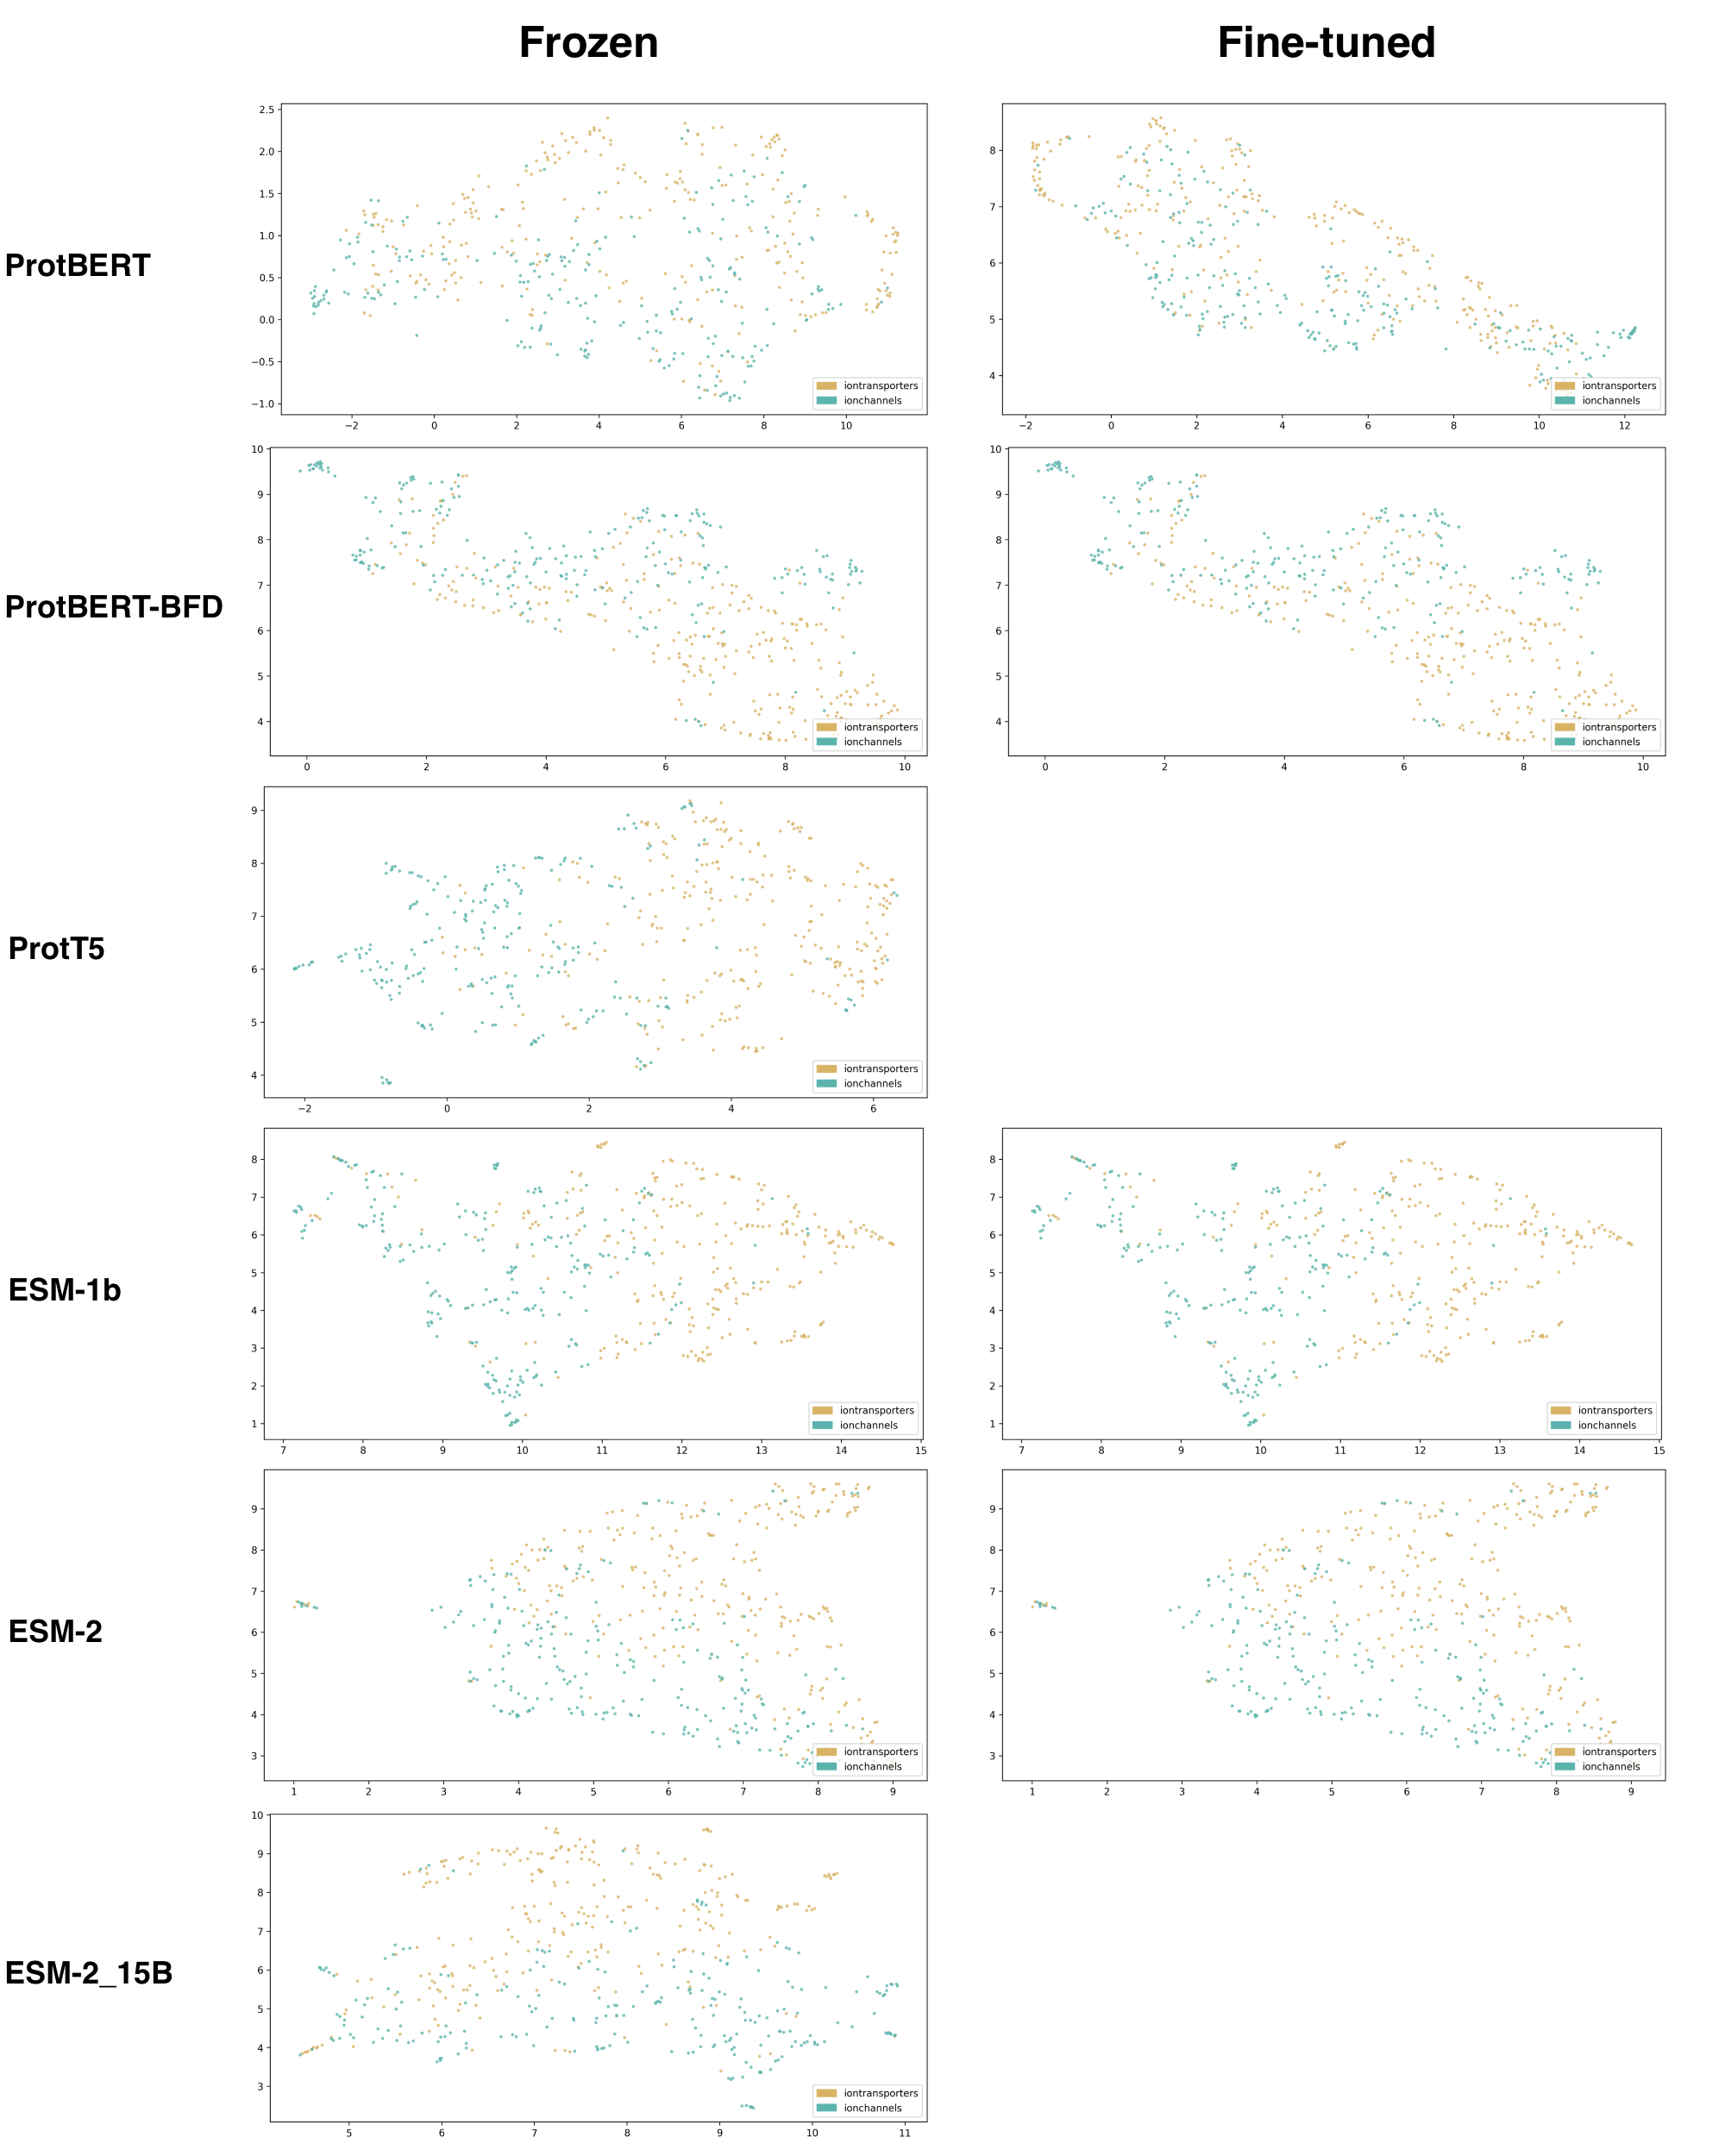 Frozen Fine-tuned
ProtBERT
2.5
2.0
1.5
1.0
0.5
0.0
−0.5
−1.0
−2 0 2 4 6 8 10
iontransporters
ionchannels
8
7
6
5
4
−2 0 2 4 6 8 10 12
iontransporters
ionchannels
ProtBERT-BFD
10
9
8
7
6
5
4
0 2 4 6 8 10
iontransporters
ionchannels
10
9
8
7
6
5
4
0 2 4 6 8 10
iontransporters
ionchannels
ProtT5
9
8
7
6
5
4
−2 0 2 4 6
iontransporters
ionchannels
ESM-1b
8
7
6
5
4
3
2
1
7 8 9 10 11 12 13 14 15
iontransporters
ionchannels
8
7
6
5
4
3
2
1
7 8 9 10 11 12 13 14 15
iontransporters
ionchannels
ESM-2
9
8
7
6
5
4
3
1 2 3 4 5 6 7 8 9
iontransporters
ionchannels
9
8
7
6
5
4
3
1 2 3 4 5 6 7 8 9
iontransporters
ionchannels
ESM-2_15B
10
9
8
7
6
5
4
3
5 6 7 8 9 10 11
iontransporters
ionchannels